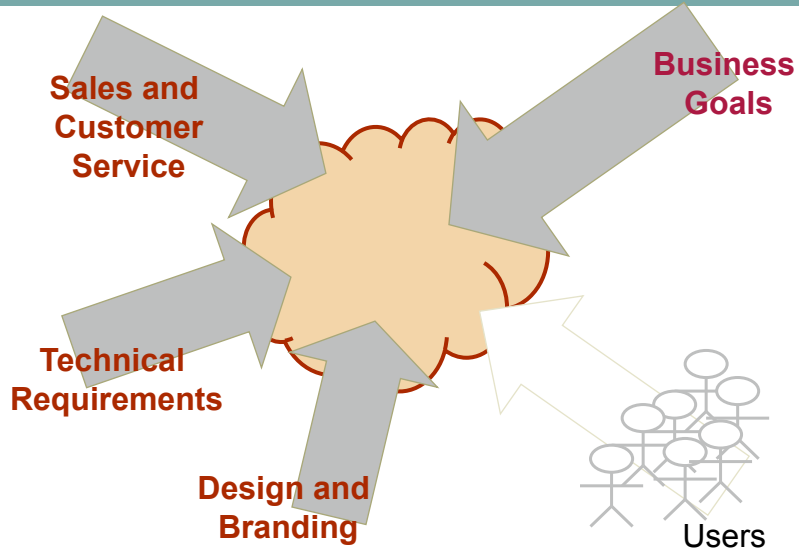 Sales and
Customer
Service
Business
Goals
Technical
Requirements
Design and
Branding
Users